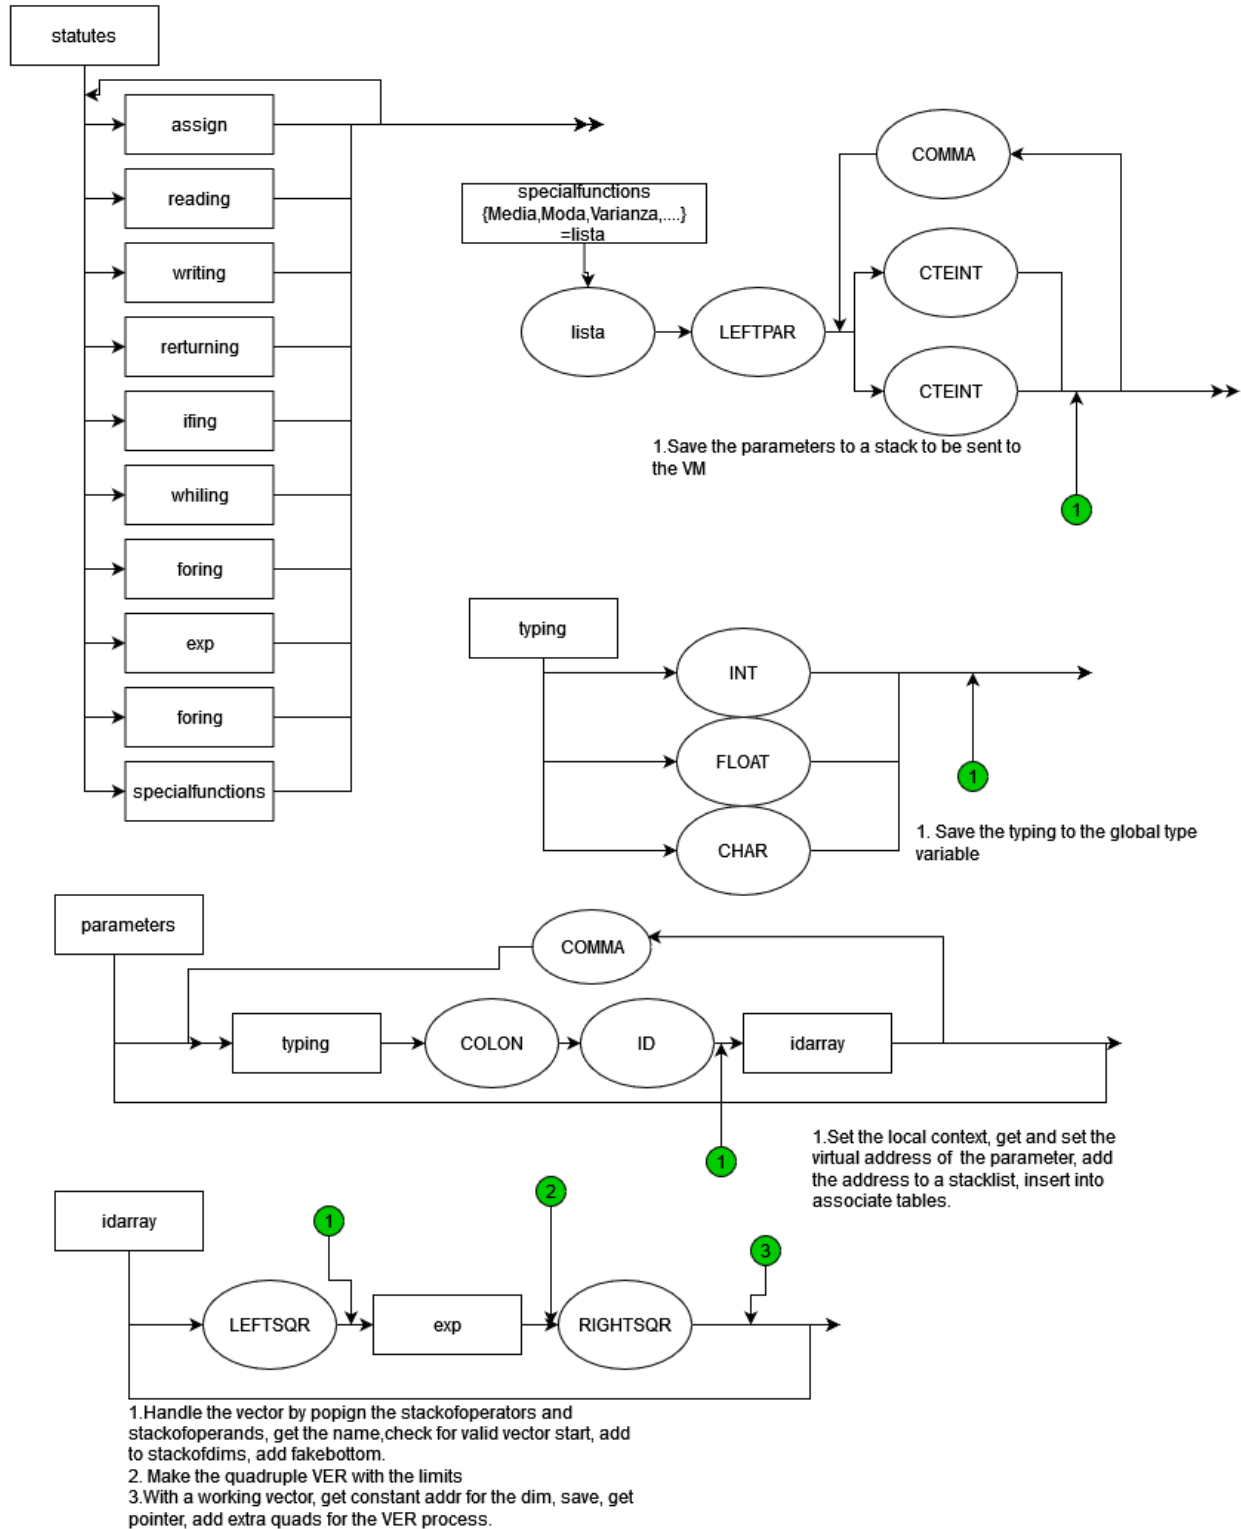 statutes
assign
reading
writing
rerturning
ifing
whiling
foring
exp
foring
specialfunctions
specialfunctions
{Media,Moda,Varianza,....}
=lista
lista
LEFTPAR
COMMA
CTEINT
CTEINT
1.Save the parameters to a stack to be sent to
the VM
1
typing
INT
FLOAT
CHAR
1
1. Save the typing to the global type
variable
parameters
COMMA
typing
COLON
ID
idarray
1
1.Set the local context, get and set the
virtual address of the parameter, add
the address to a stacklist, insert into
associate tables.
idarray
1
2
3
LEFTSQR
exp
RIGHTSQR
1.Handle the vector by popign the stackofoperators and
stackofoperands, get the name,check for valid vector start, add
to stackofdims, add fakebottom.
2. Make the quadruple VER with the limits
3.With a working vector, get constant addr for the dim, save, get
pointer, add extra quads for the VER process.